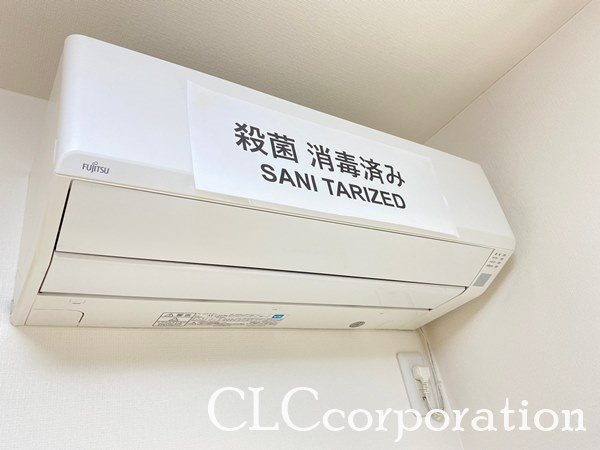 殺菌 消毒済み
SANI TARIZED
FUJITSU
CLCcorporation